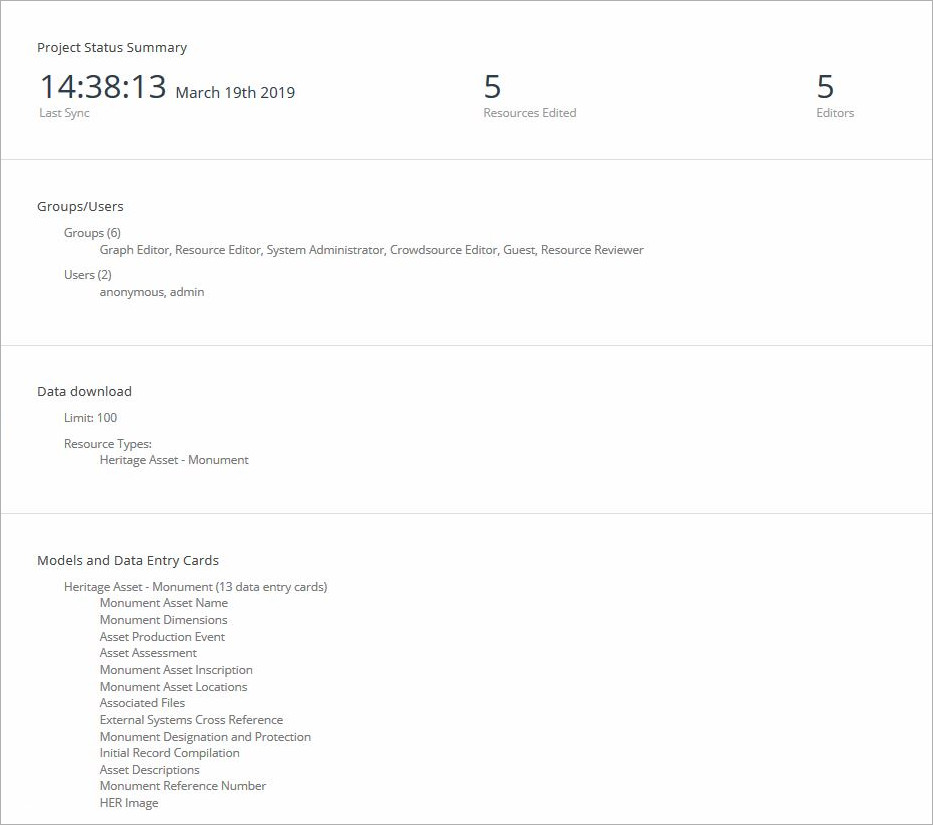 Project Status Summary
14:38:13 March 19th 2019
Last Sync
5
Resources Edited
5
Editors
Groups/Users
Groups (6)
Graph Editor, Resource Editor, System Administrator, Crowdsource Editor, Guest, Resource Reviewer
Users (2)
anonymous, admin
Data download
Limit: 100
Resource Types:
Heritage Asset - Monument
Models and Data Entry Cards
Heritage Asset - Monument (13 data entry cards)
Monument Asset Name
Monument Dimensions
Asset Production Event
Asset Assessment
Monument Asset Inscription
Monument Asset Locations
Associated Files
External Systems Cross Reference
Monument Designation and Protection
Initial Record Compilation
Asset Descriptions
Monument Reference Number
HER Image